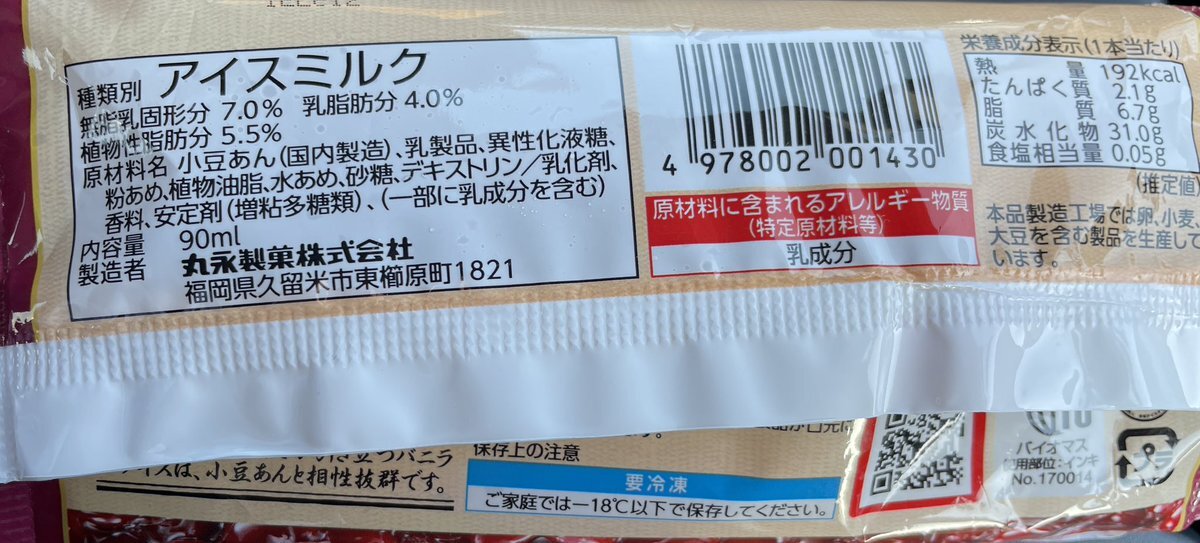 種類別 アイスミルク
無脂乳固形分 7.0% 乳脂肪分 4.0%
植物性脂肪分 5.5%
原材料名 小豆あん(国内製造)、乳製品、異性化液糖、
粉あめ、植物油脂、水あめ、砂糖、デキストリン/乳化剤、
香料、安定剤(増粘多糖類)、(一部に乳成分を含む)
内容量 90ml
製造者 丸永製菓株式会社
福岡県久留米市東櫛原町1821
4 978002 001430
原材料に含まれるアレルギー物質
(特定原材料等)
乳成分
栄養成分表示(1本当たり)
熱量 192kcal
たんぱく質 2.1g
脂質 6.7g
炭水化物 31.0g
食塩相当量 0.05g
(推定値
本品製造工場では卵、小麦
大豆を含む製品を生産して
います。
立つバニラ
アイスは、小豆あんと相性抜群です。
保存上の注意
要冷凍
ご家庭では-18℃以下で保存してください。
10
バイオマス
使用部位:インキ
No.170014